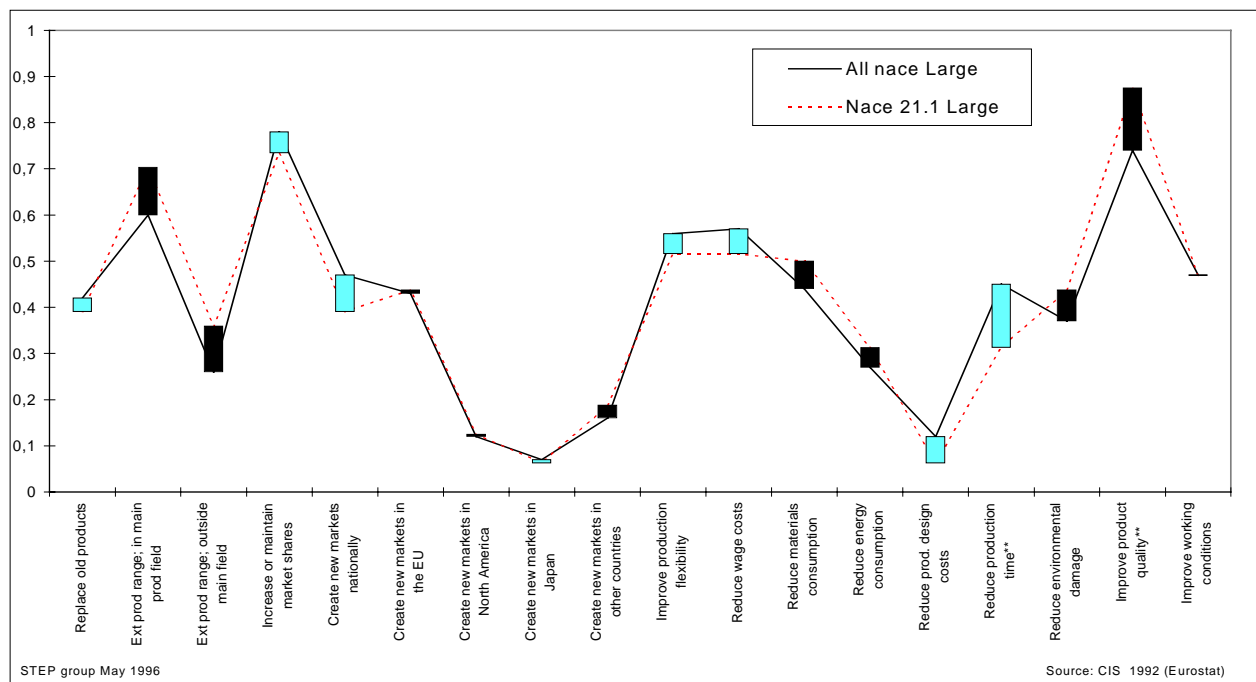 1
0,9
0,8
0,7
0,6
0,5
0,4
0,3
0,2
0,1
0
All nace Large
Nace 21.1 Large
Replace old products
Ext prod range; in main
prod field
Ext prod range; outside
main field
Increase or maintain
market shares
Create new markets
nationally
Create new markets in
the EU
Create new markets in
North America
Create new markets in
Japan
Create new markets in
other countries
Improve production
flexibility
Reduce wage costs
Reduce materials
consumption
Reduce energy
consumption
Reduce prod. design
costs
Reduce production
time**
Reduce environmental
damage
Improve product
quality**
Improve working
conditions
STEP group May 1996
Source: CIS 1992 (Eurostat)